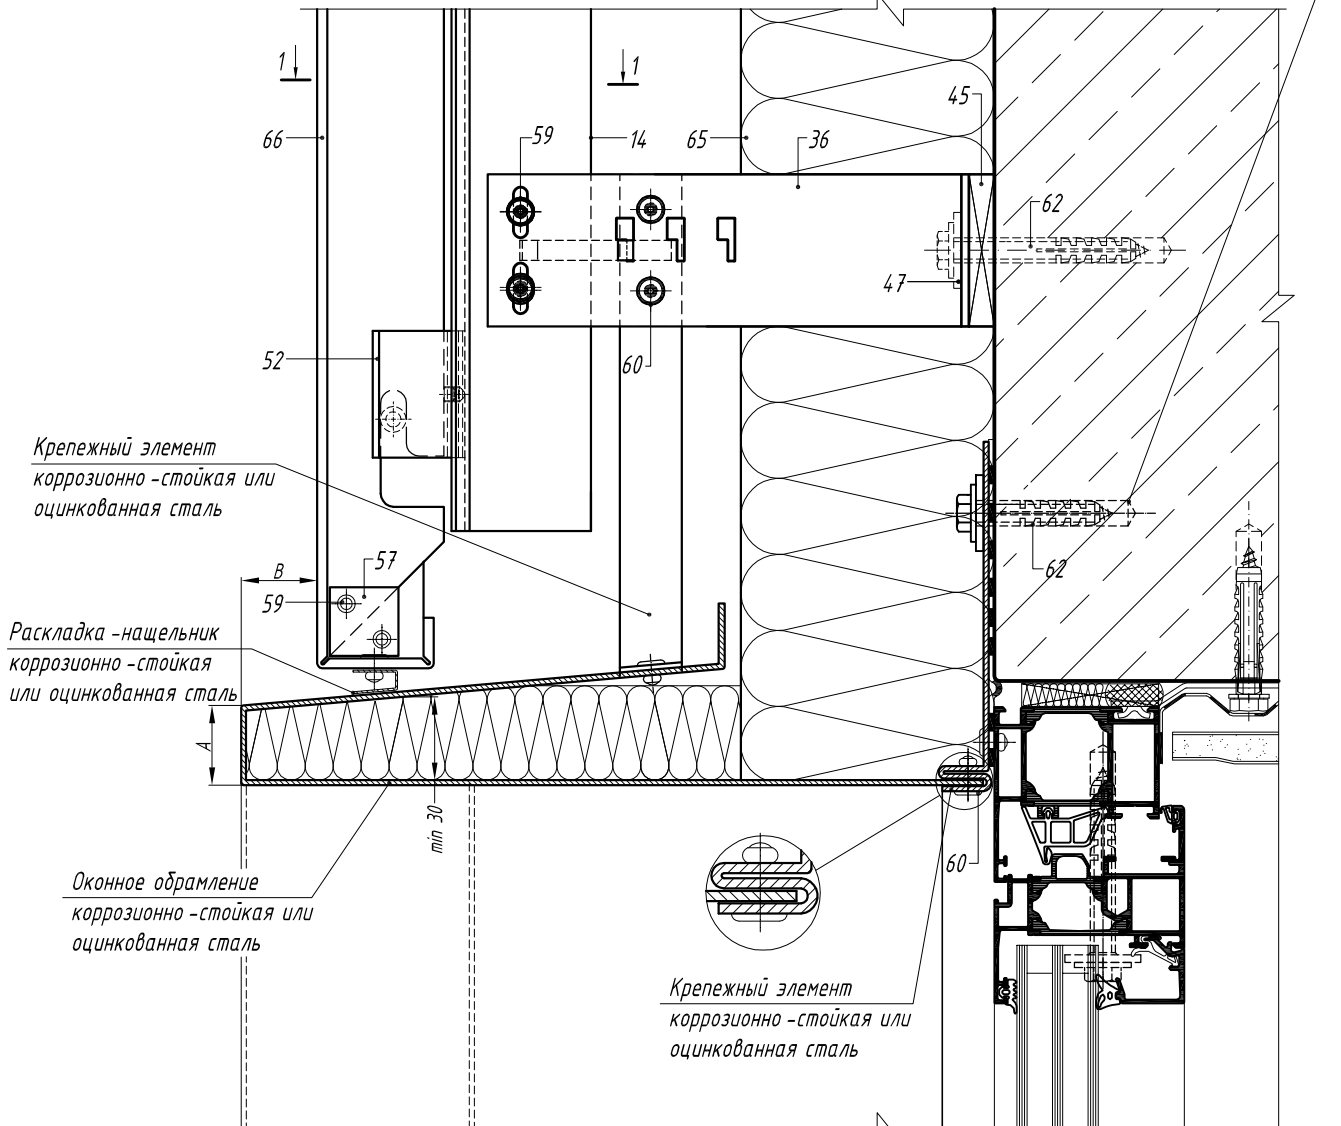 1
1
45
66
59
14
65
36
62
47
52
60
Крепежный элемент
коррозионно-стойкая или
оцинкованная сталь
57
62
В
59
Раскладка-нащельник
коррозионно-стойкая
или оцинкованная сталь
А
min 30
60
Оконное обрамление
коррозионно-стойкая или
оцинкованная сталь
Крепежный элемент
коррозионно-стойкая или
оцинкованная сталь